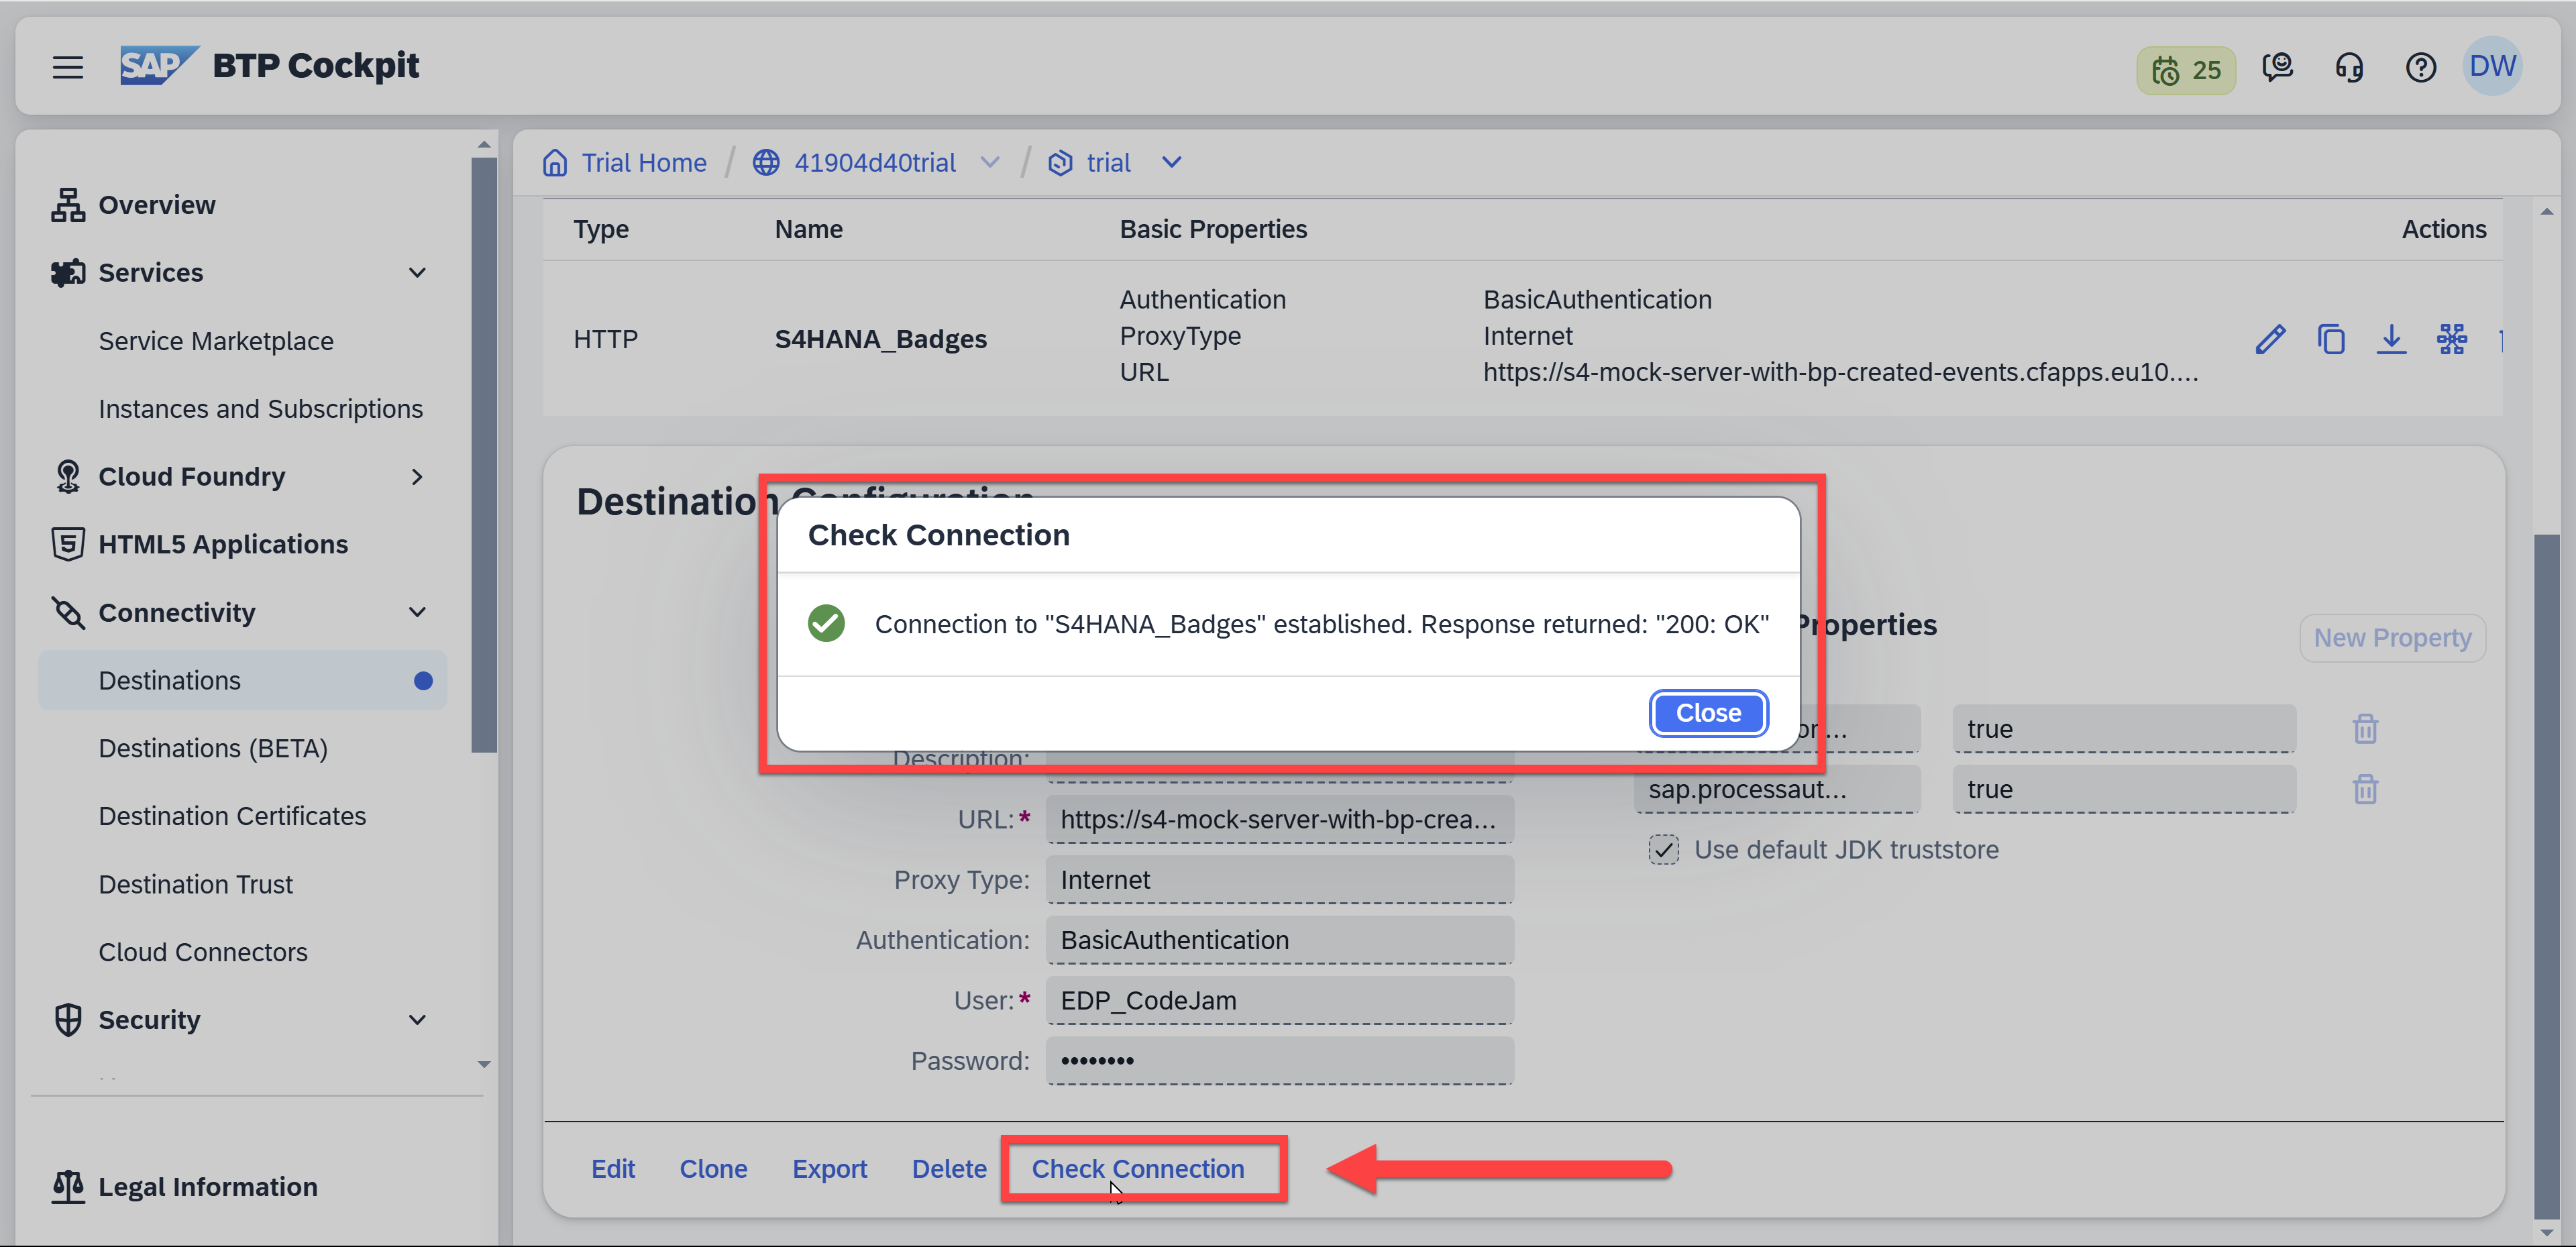 SAP BTP Cockpit
25
DW
Overview
Services
Service Marketplace
Instances and Subscriptions
Cloud Foundry
HTML5 Applications
Connectivity
Destinations
Destinations (BETA)
Destination Certificates
Destination Trust
Cloud Connectors
Security
Legal Information
Trial Home / 41904d40trial / trial
Type Name Basic Properties Actions
HTTP S4HANA_Badges
Authentication BasicAuthentication
ProxyType Internet
URL https://s4-mock-server-with-bp-created-events.cfapps.eu10....
Destination Configuration
Check Connection
Connection to "S4HANA_Badges" established. Response returned: "200: OK"
Close
Properties
New Property
on... true
sap.processaut... true
Use default JDK truststore
Description:
URL:* https://s4-mock-server-with-bp-crea...
Proxy Type: Internet
Authentication: BasicAuthentication
User:* EDP_CodeJam
Password: ••••••••
Edit Clone Export Delete Check Connection